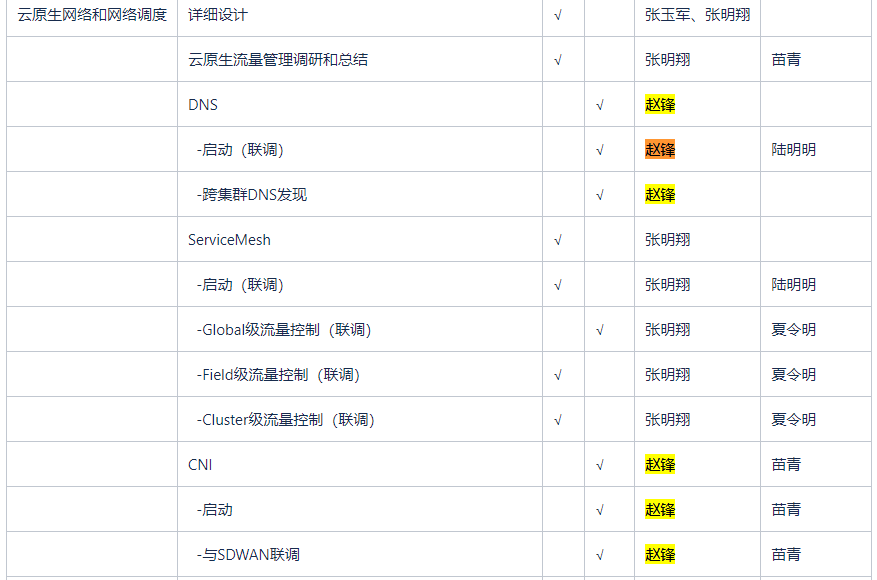 云原生网络和网络调度 详细设计 √ 张玉军、张明翔
云原生流量管理调研和总结 √ 张明翔 苗青
DNS √ 赵锋
-启动（联调） √ 赵锋 陆明明
-跨集群DNS发现 √ 赵锋
ServiceMesh √ 张明翔
-启动（联调） √ 张明翔 陆明明
-Global级流量控制（联调） √ 张明翔 夏令明
-Field级流量控制（联调） √ 张明翔 夏令明
-Cluster级流量控制（联调） √ 张明翔 夏令明
CNI √ 赵锋 苗青
-启动 √ 赵锋 苗青
-与SDWAN联调 √ 赵锋 苗青